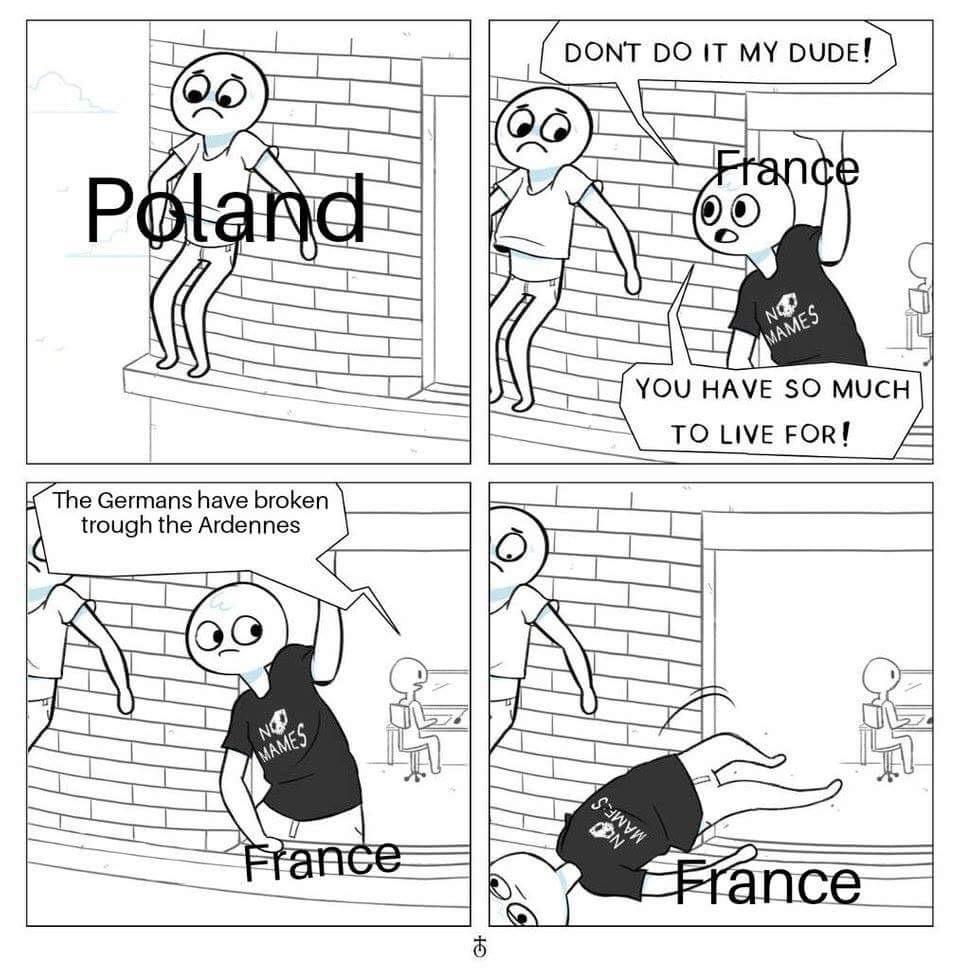 Poland
DON'T DO IT MY DUDE!
France
NO
MAMES
YOU HAVE SO MUCH
TO LIVE FOR!
The Germans have broken
trough the Ardennes
NO
MAMES
France
NO
MAMES
France